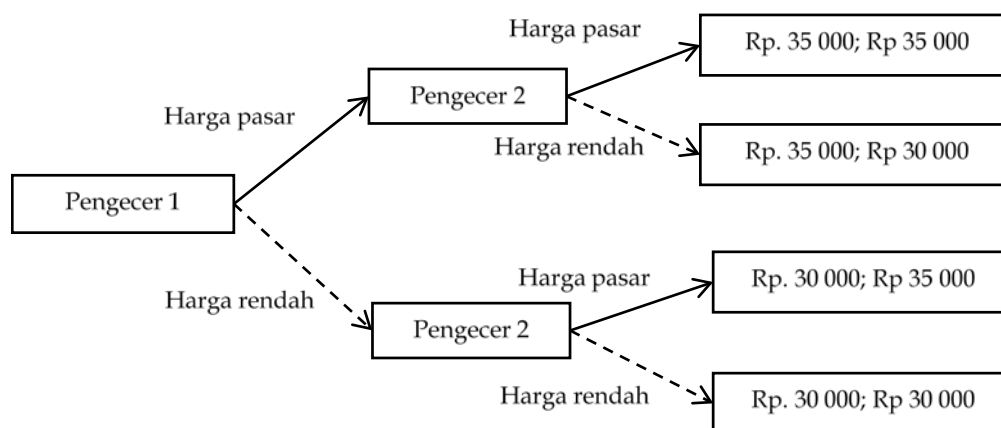 Harga pasar
Rp. 35 000; Rp 35 000
Pengecer 2
Harga pasar
Harga rendah
Rp. 35 000; Rp 30 000
Pengecer 1
Harga rendah
Harga pasar
Rp. 30 000; Rp 35 000
Pengecer 2
Harga rendah
Rp. 30 000; Rp 30 000